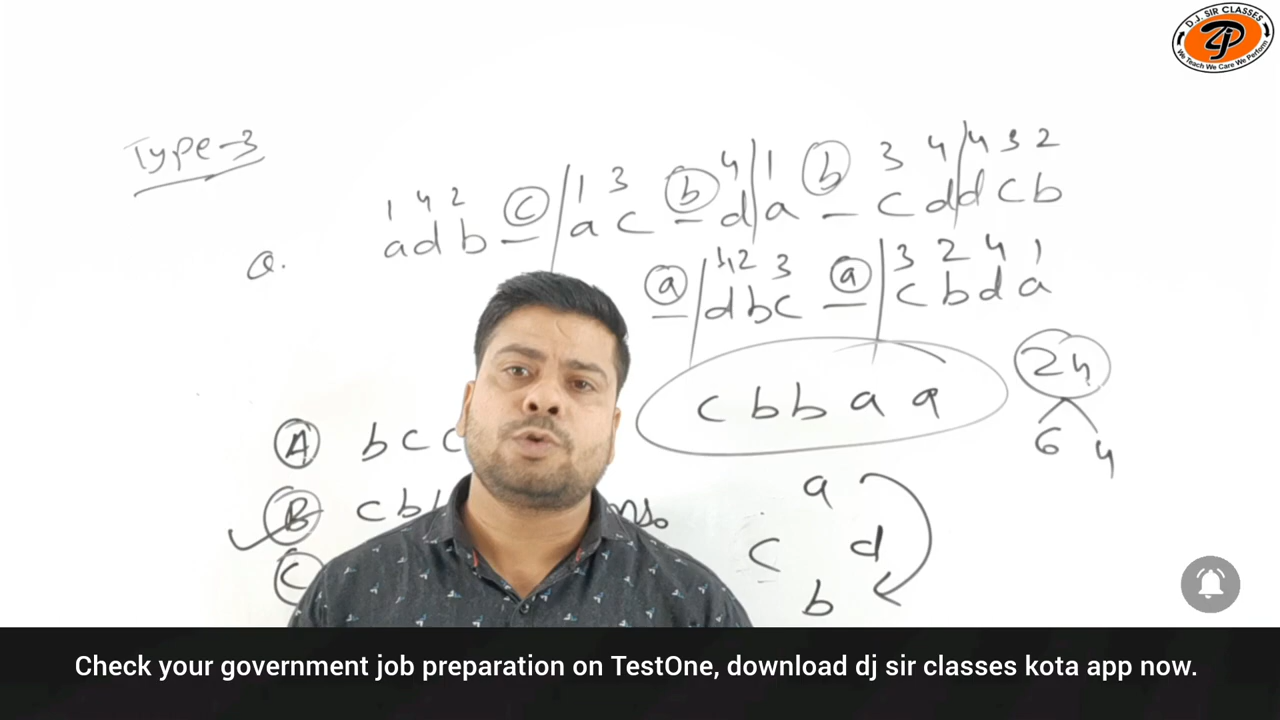 D.J. SIR CLASSES
We Teach We Care We Perform
Type-3
1 4 2 c / 1 3 b 4 | 1 b 3 4 | 4 3 2
Q. a d b _ / a c _ d | a _ c d | d c b
a | 4 2 3 a | 3 2 4 1
_ | d b c _ | c b d a
c b b a a
24
6 4
A b c c
B c b
C
a
c d
b
Check your government job preparation on TestOne, download dj sir classes kota app now.